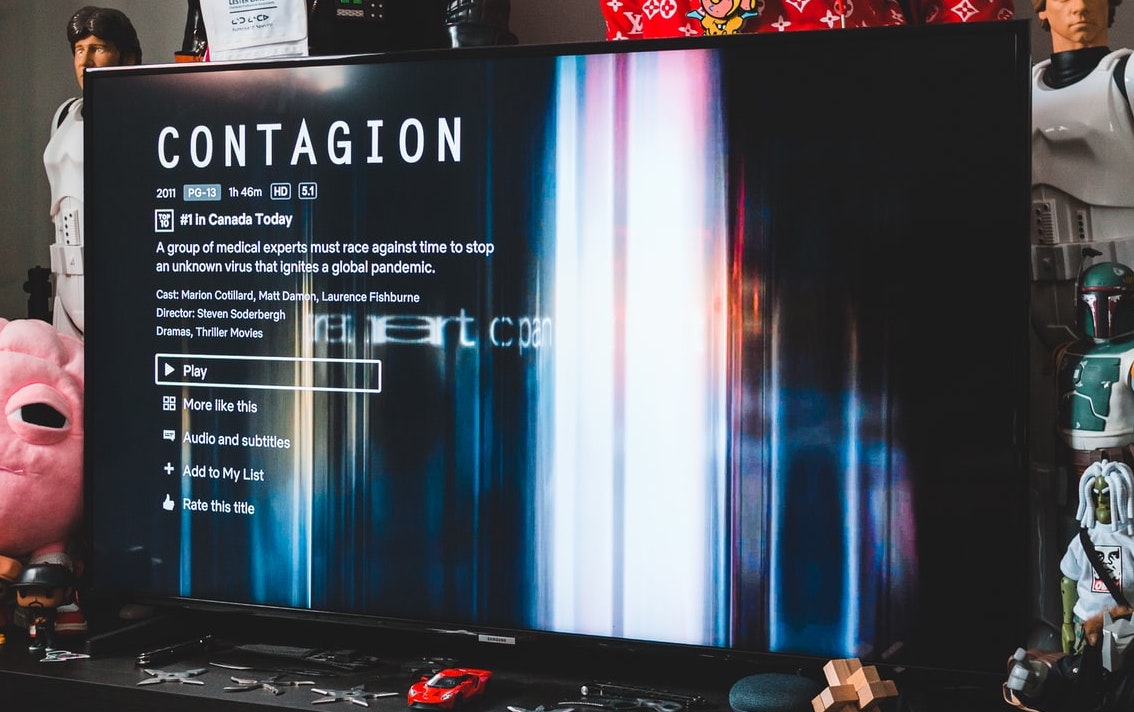 CONTAGION
2011 PG-13 1h 46m HD 5.1
TOP 10 #1 in Canada Today
A group of medical experts must race against time to stop
an unknown virus that ignites a global pandemic.
Cast: Marion Cotillard, Matt Damon, Laurence Fishburne
Director: Steven Soderbergh
Dramas, Thriller Movies
Play
More like this
Audio and subtitles
Add to My List
Rate this title
SAMSUNG